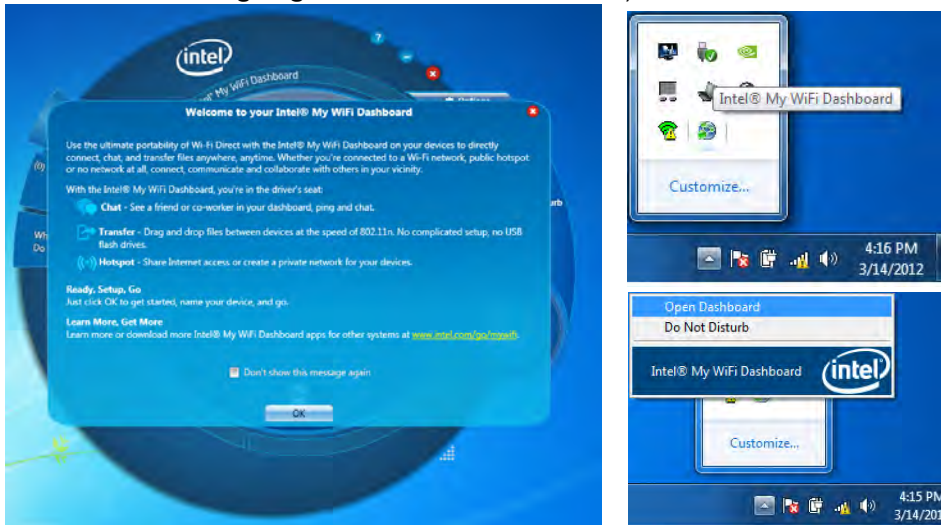 intel
My WiFi Dashboard
Welcome to your Intel® My WiFi Dashboard
Use the ultimate portability of Wi-Fi Direct with the Intel® My WiFi Dashboard on your devices to directly
connect, chat, and transfer files anywhere, anytime. Whether you're connected to a Wi-Fi network, public hotspot
or no network at all, connect, communicate and collaborate with others in your vicinity.
With the Intel® My WiFi Dashboard, you're in the driver's seat:
Chat - See a friend or co-worker in your dashboard, ping and chat.
Transfer - Drag and drop files between devices at the speed of 802.11n. No complicated setup, no USB
flash drives.
Hotspot - Share Internet access or create a private network for your devices.
Ready, Setup, Go
Just click OK to get started, name your device, and go.
Learn More, Get More
Learn more or download more Intel® My WiFi Dashboard apps for other systems at www.intel.com/go/mywifi.
Don't show this message again
OK
Wh
Do
urb
Intel® My WiFi Dashboard
Customize...
4:16 PM
3/14/2012
Open Dashboard
Do Not Disturb
Intel® My WiFi Dashboard
intel
Customize...
4:15 PM
3/14/201